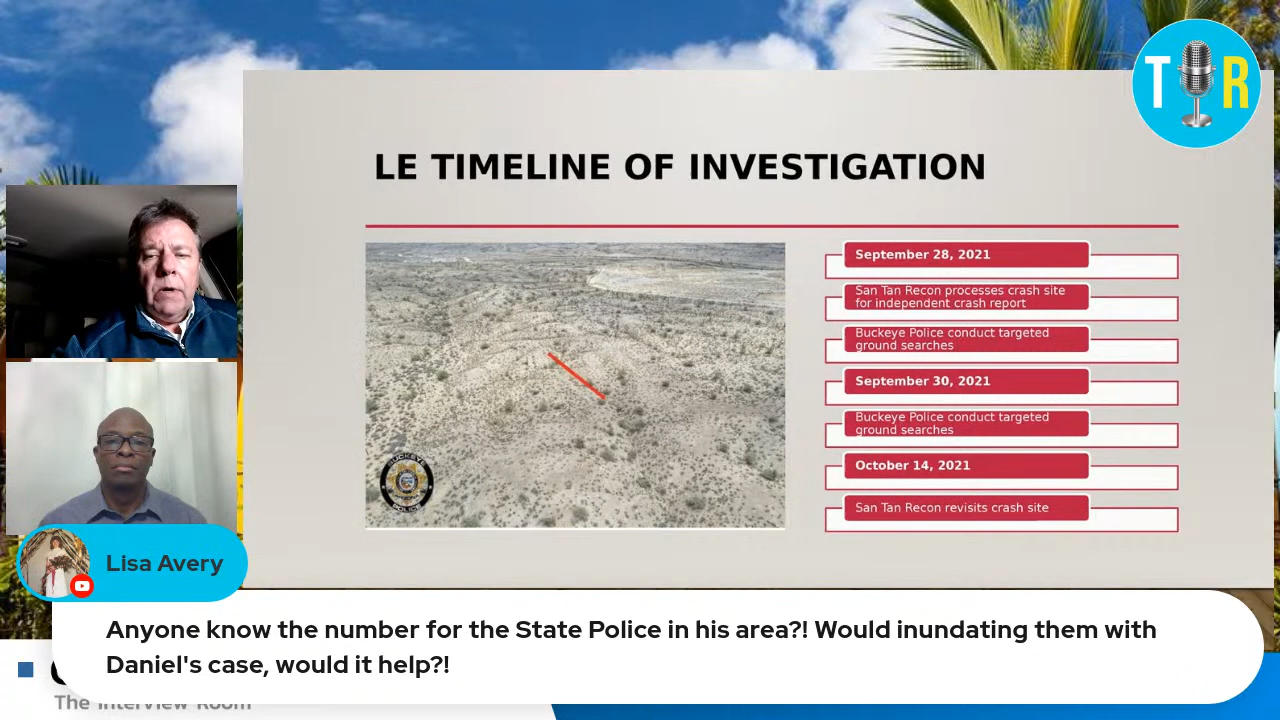 T R
LE TIMELINE OF INVESTIGATION
September 28, 2021
San Tan Recon processes crash site
for independent crash report
Buckeye Police conduct targeted
ground searches
September 30, 2021
Buckeye Police conduct targeted
ground searches
October 14, 2021
San Tan Recon revisits crash site
BUCKEYE
POLICE
Lisa Avery
Anyone know the number for the State Police in his area?! Would inundating them with
Daniel's case, would it help?!
The Interview Room